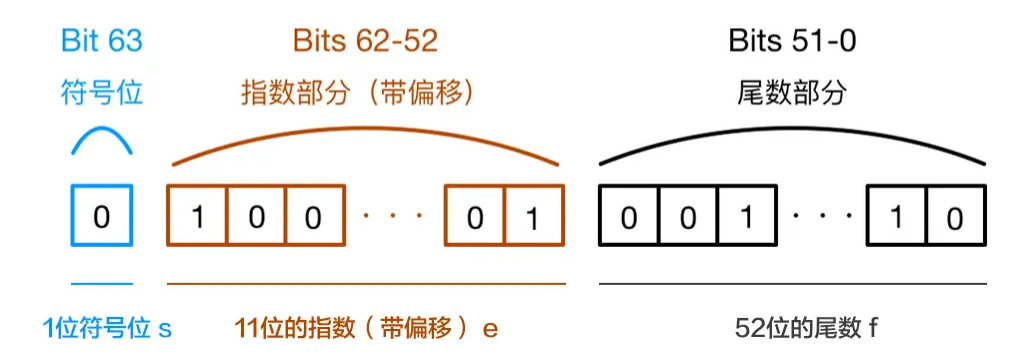 Bit 63 Bits 62-52 Bits 51-0
符号位 指数部分（带偏移） 尾数部分
0 1 0 0 · · · 0 1 0 0 1 · · · 1 0
1位符号位 s 11位的指数（带偏移）e 52位的尾数 f